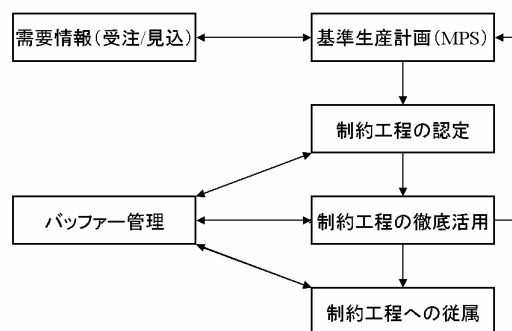 需要情報(受注/見込)
基準生産計画(MPS)
制約工程の認定
バッファー管理
制約工程の徹底活用
制約工程への従属